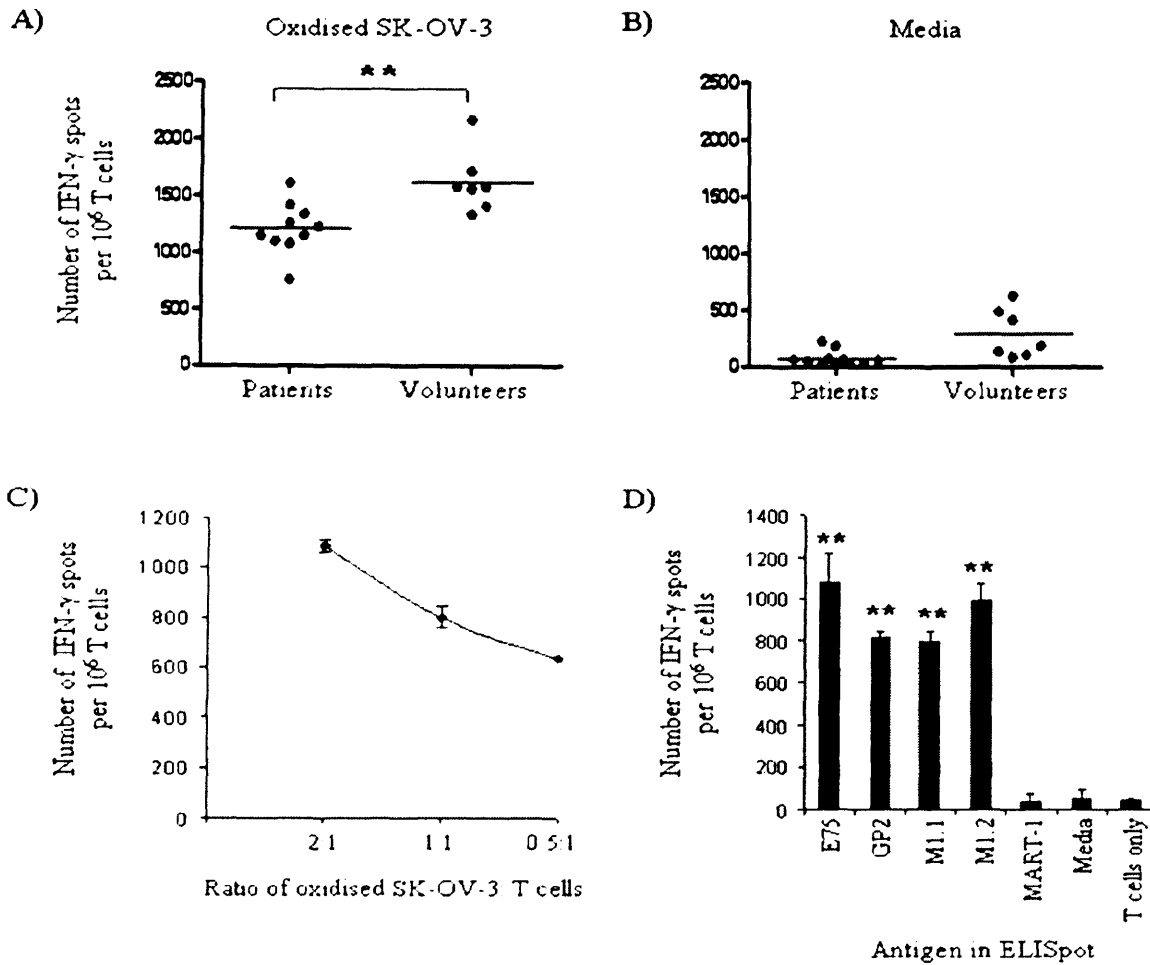 A)
Oxidised SK-OV-3
Number of IFN-γ spots
per 10⁶ T cells
2500
2000
1500
1000
500
0
**
Patients
Volunteers
B)
Media
2500
2000
1500
1000
500
0
Patients
Volunteers
C)
Number of IFN-γ spots
per 10⁶ T cells
1200
1000
800
600
400
200
0
2:1
1:1
0.5:1
Ratio of oxidised SK-OV-3 T cells
D)
Number of IFN-γ spots
per 10⁶ T cells
1400
1200
1000
800
600
400
200
0
**
**
**
**
E75
GP2
M1.1
M1.2
MART-1
Media
T cells only
Antigen in ELISpot